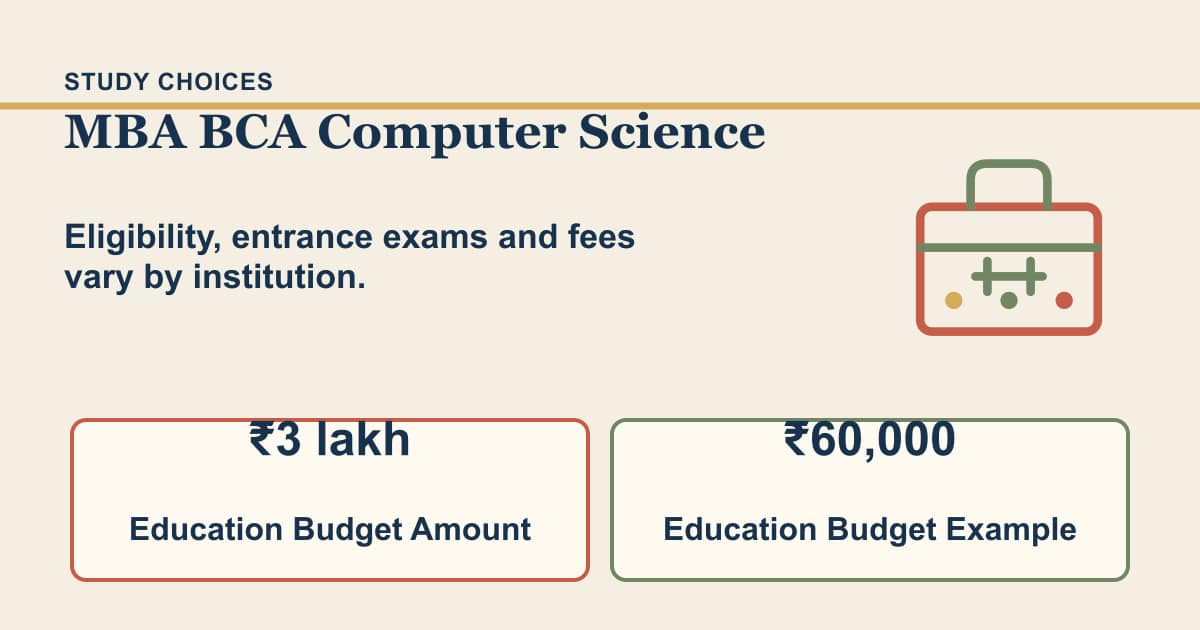 STUDY CHOICES
MBA BCA Computer Science
Eligibility, entrance exams and fees
vary by institution.
₹3 lakh
Education Budget Amount
₹60,000
Education Budget Example